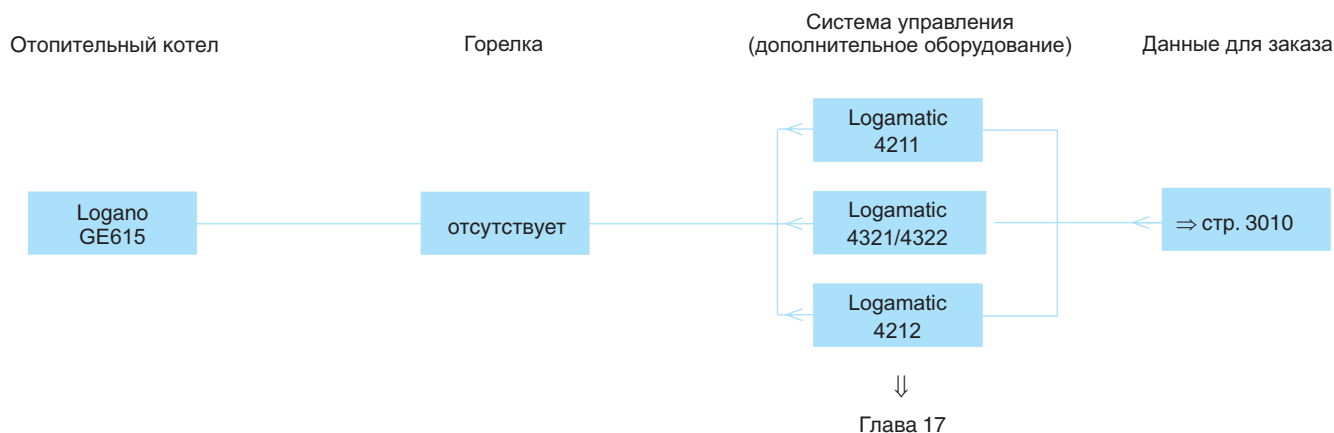 Отопительный котел
Горелка
Система управления
(дополнительное оборудование)
Данные для заказа
Logano
GE615
отсутствует
Logamatic
4211
Logamatic
4321/4322
Logamatic
4212
⇒ стр. 3010
⇓
Глава 17